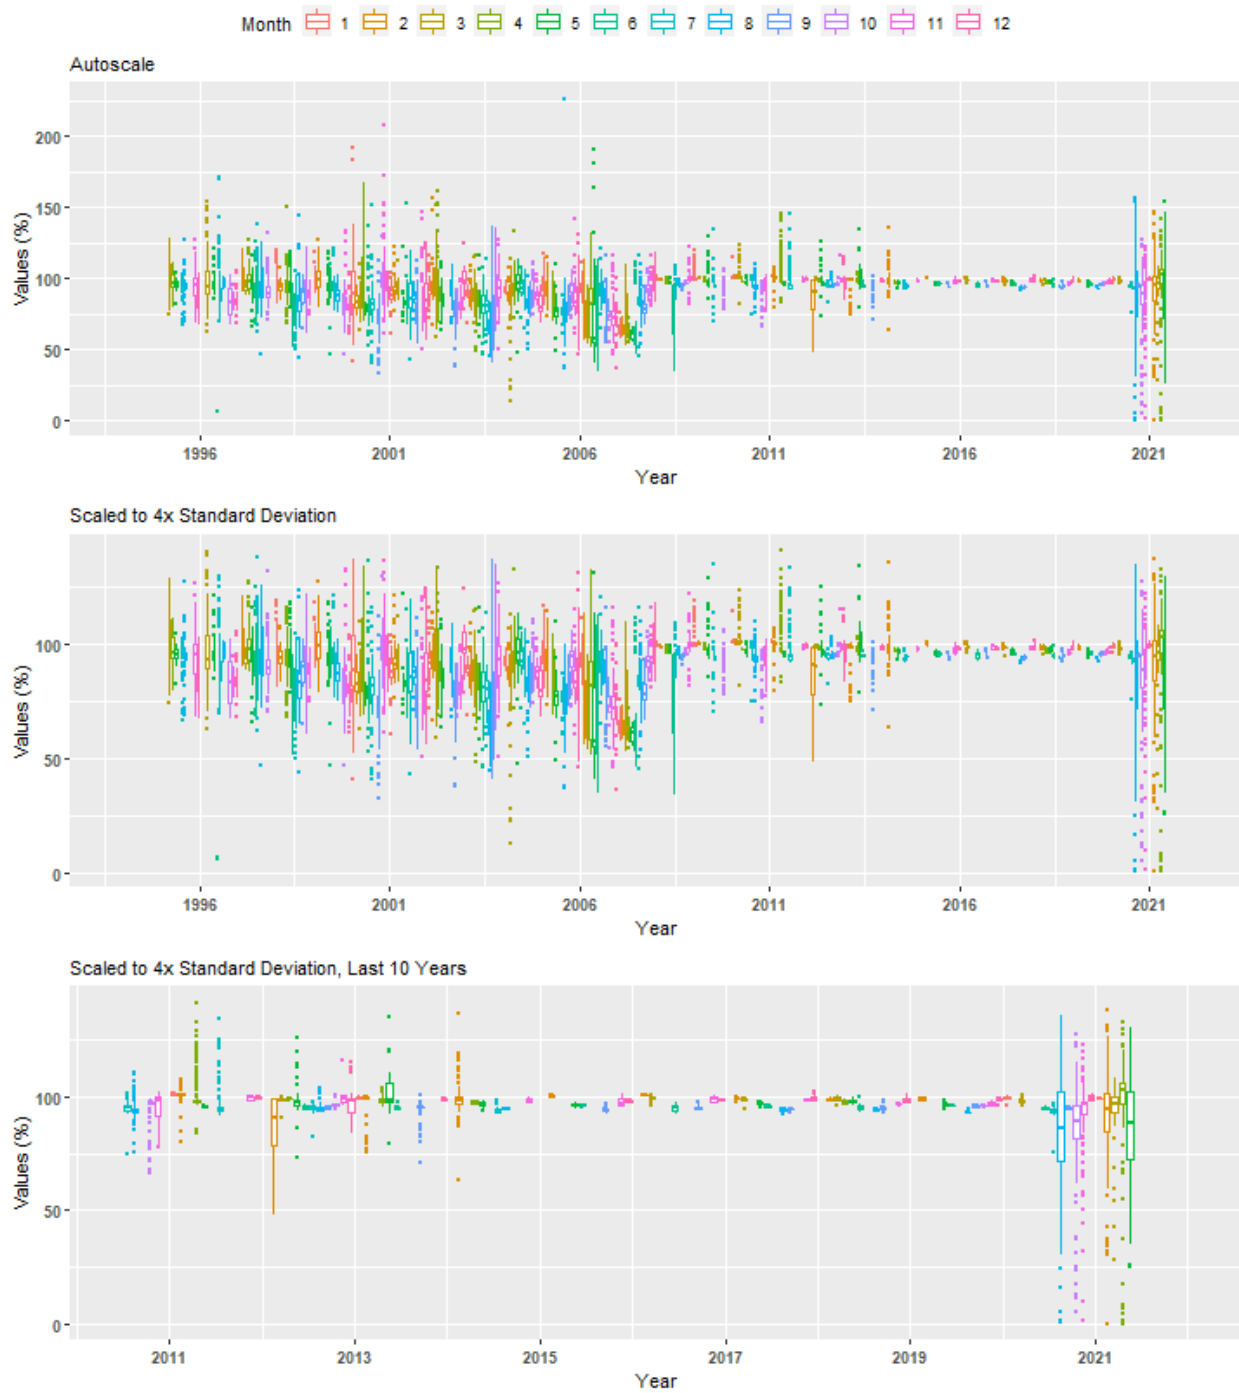 Month 1 2 3 4 5 6 7 8 9 10 11 12
Autoscale
Values (%)
200
150
100
50
0
1996 2001 2006 2011 2016 2021
Year
Scaled to 4x Standard Deviation
Values (%)
100
50
0
1996 2001 2006 2011 2016 2021
Year
Scaled to 4x Standard Deviation, Last 10 Years
Values (%)
100
50
0
2011 2013 2015 2017 2019 2021
Year